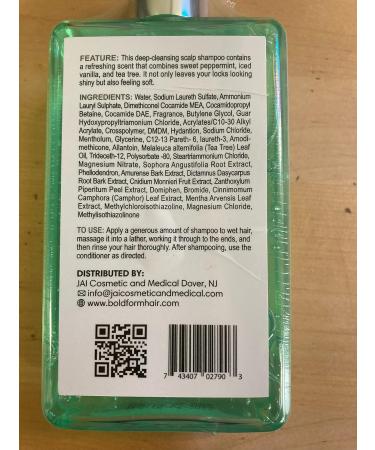 FEATURE: This deep-cleansing scalp shampoo contains
a refreshing scent that combines sweet peppermint, iced
vanilla, and tea tree. It not only leaves your locks looking
shiny but also feeling soft.
INGREDIENTS: Water, Sodium Laureth Sulfate, Ammonium
Lauryl Sulphate, Dimethiconel Cocamide MEA, Cocamidopropyl
Betaine, Cocamide DAE, Fragrance, Butylene Glycol, Guar
Hydroxypropyltriamonium Chloride, Acrylates/C10-30 Alkyl
Acrylate, Crosspolymer, DMDM, Hydantion, Sodium Chloride,
Mentholum, Glycerine, C12-13 Pareth- 6, laureth-3, Amodi-
methicone, Allantoin, Melaleuca alternifolia (Tea Tree) Leaf
Oil, Trideceth-12, Polysorbate -80, Steartriammonium Chloride,
Magnesium Nitrate, Sophora Angustifolia Root Extract,
Phellodendron, Amurense Bark Extract, Dictamnus Dasycarpus
Root Bark Extract, Cnidium Monnieri Fruit Extract, Zanthoxylum
Piperitum Peel Extract, Domiphen, Bromide, Cinnimomum
Camphora (Camphor) Leaf Extract, Mentha Arvensis Leaf
Extract, Methylchloroisothiazoline, Magnesium Chloride,
Methylisothiazolinone
TO USE: Apply a generous amount of shampoo to wet hair,
massage it into a lather, working it through to the ends, and
then rinse your hair thoroughly. After shampooing, use the
conditioner as directed.
DISTRIBUTED BY:
JAI Cosmetic and Medical Dover, NJ
info@jaicosmeticandmedical.com
www.boldformhair.com
7 43407 02790 3